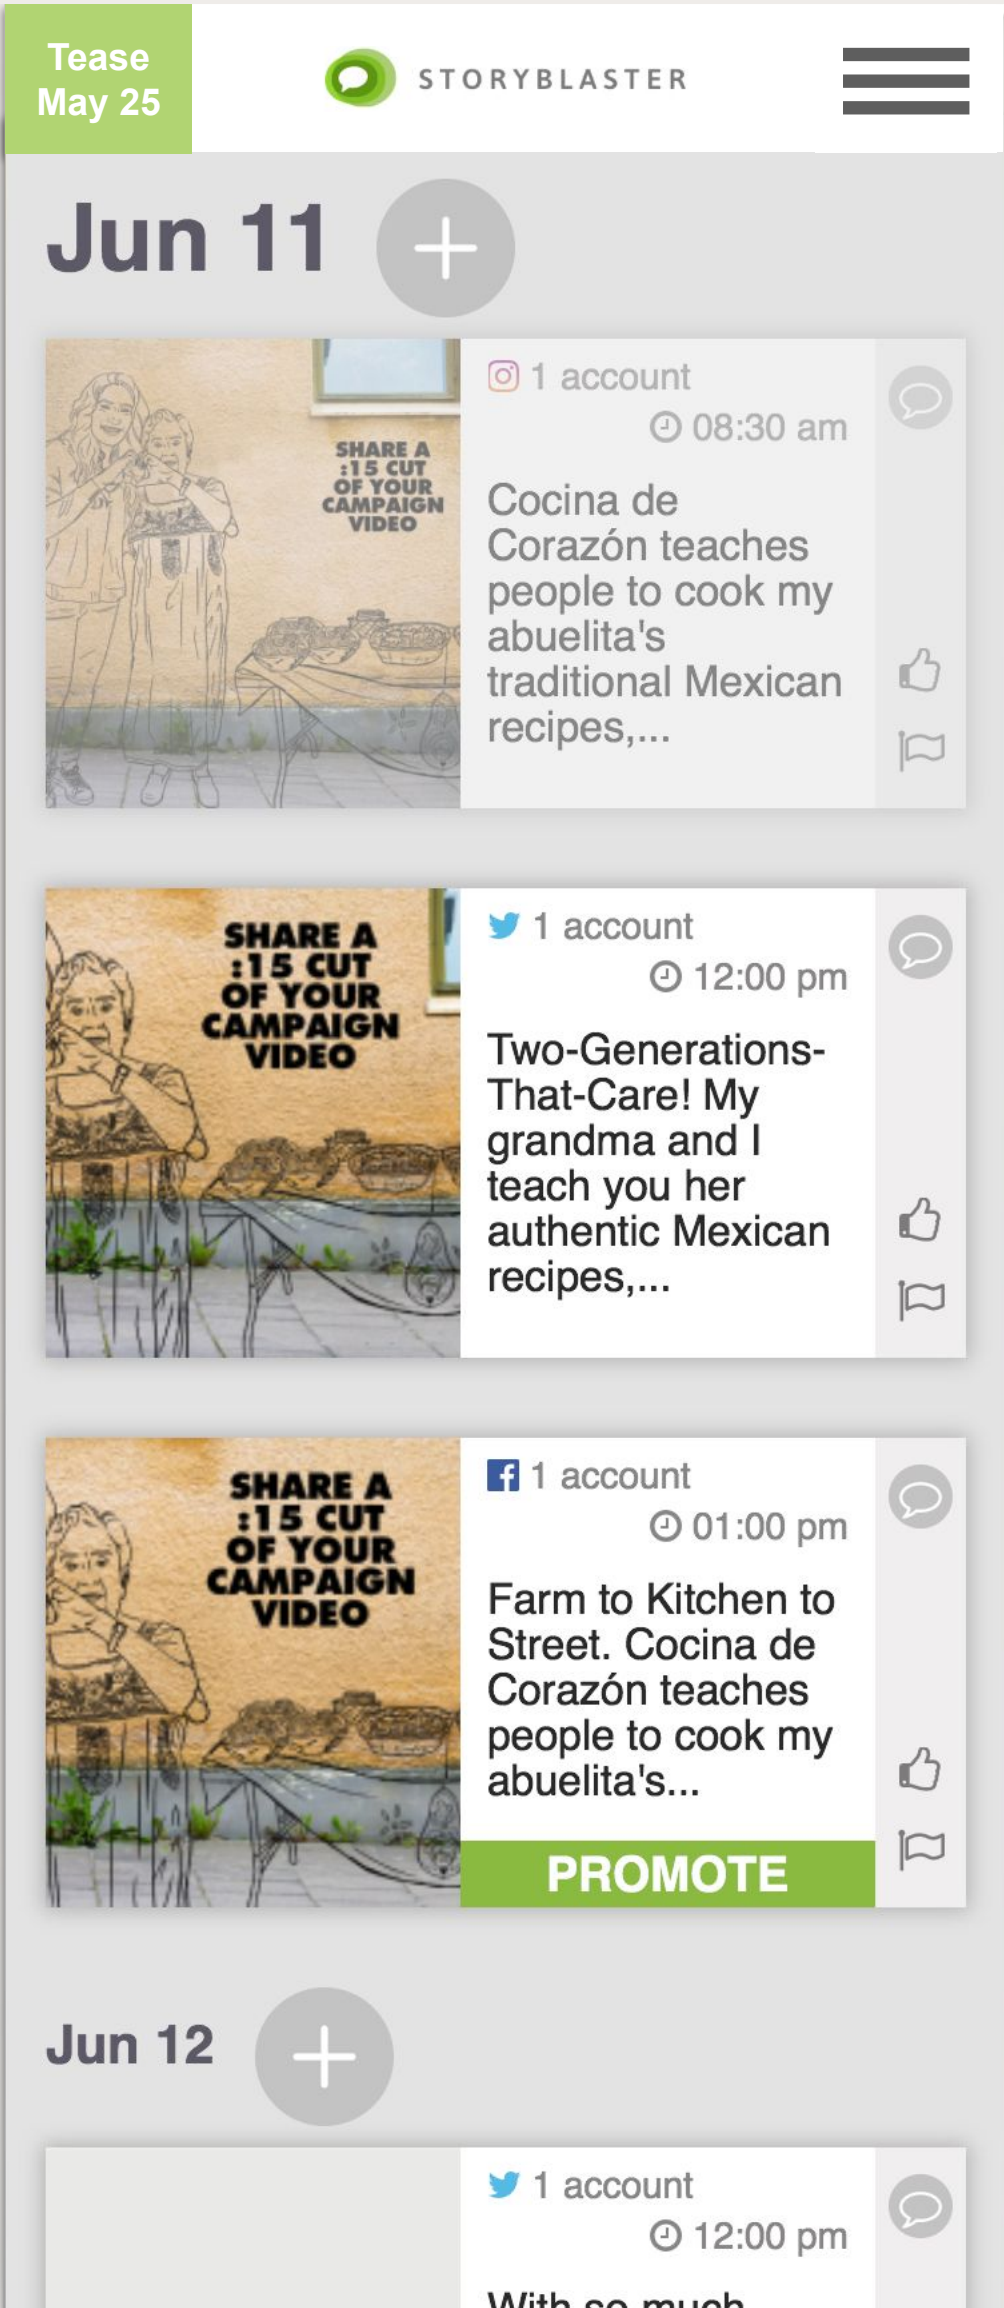 Tease
May 25
STORYBLASTER
Jun 11
1 account
08:30 am
SHARE A
:15 CUT
OF YOUR
CAMPAIGN
VIDEO
Cocina de
Corazón teaches
people to cook my
abuelita's
traditional Mexican
recipes,...
1 account
12:00 pm
SHARE A
:15 CUT
OF YOUR
CAMPAIGN
VIDEO
Two-Generations-
That-Care! My
grandma and I
teach you her
authentic Mexican
recipes,...
1 account
01:00 pm
SHARE A
:15 CUT
OF YOUR
CAMPAIGN
VIDEO
Farm to Kitchen to
Street. Cocina de
Corazón teaches
people to cook my
abuelita's...
PROMOTE
Jun 12
1 account
12:00 pm
With so much